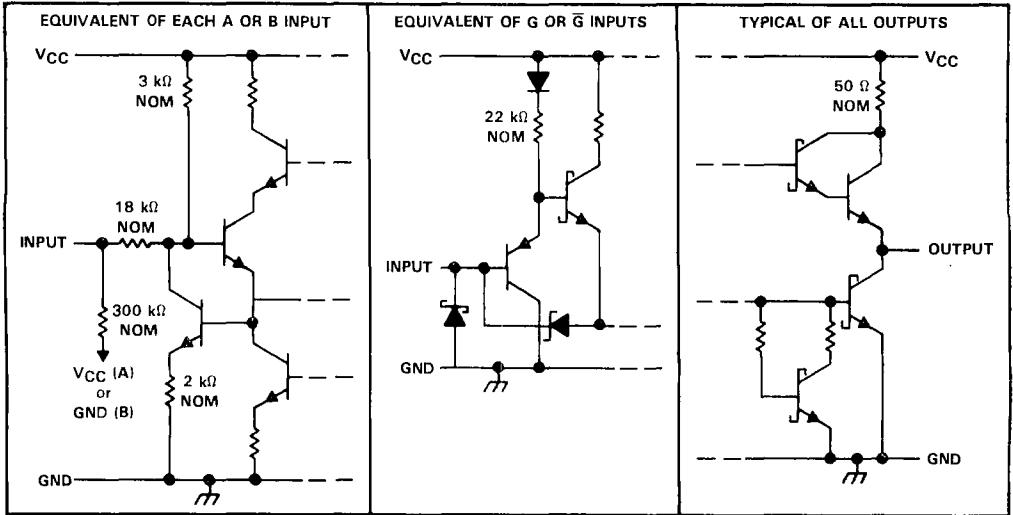 EQUIVALENT OF EACH A OR B INPUT
VCC
3 kΩ
NOM
18 kΩ
NOM
INPUT
300 kΩ
NOM
VCC (A)
or
GND (B)
2 kΩ
NOM
GND
EQUIVALENT OF G OR G̅ INPUTS
VCC
22 kΩ
NOM
INPUT
GND
TYPICAL OF ALL OUTPUTS
VCC
50 Ω
NOM
OUTPUT
GND